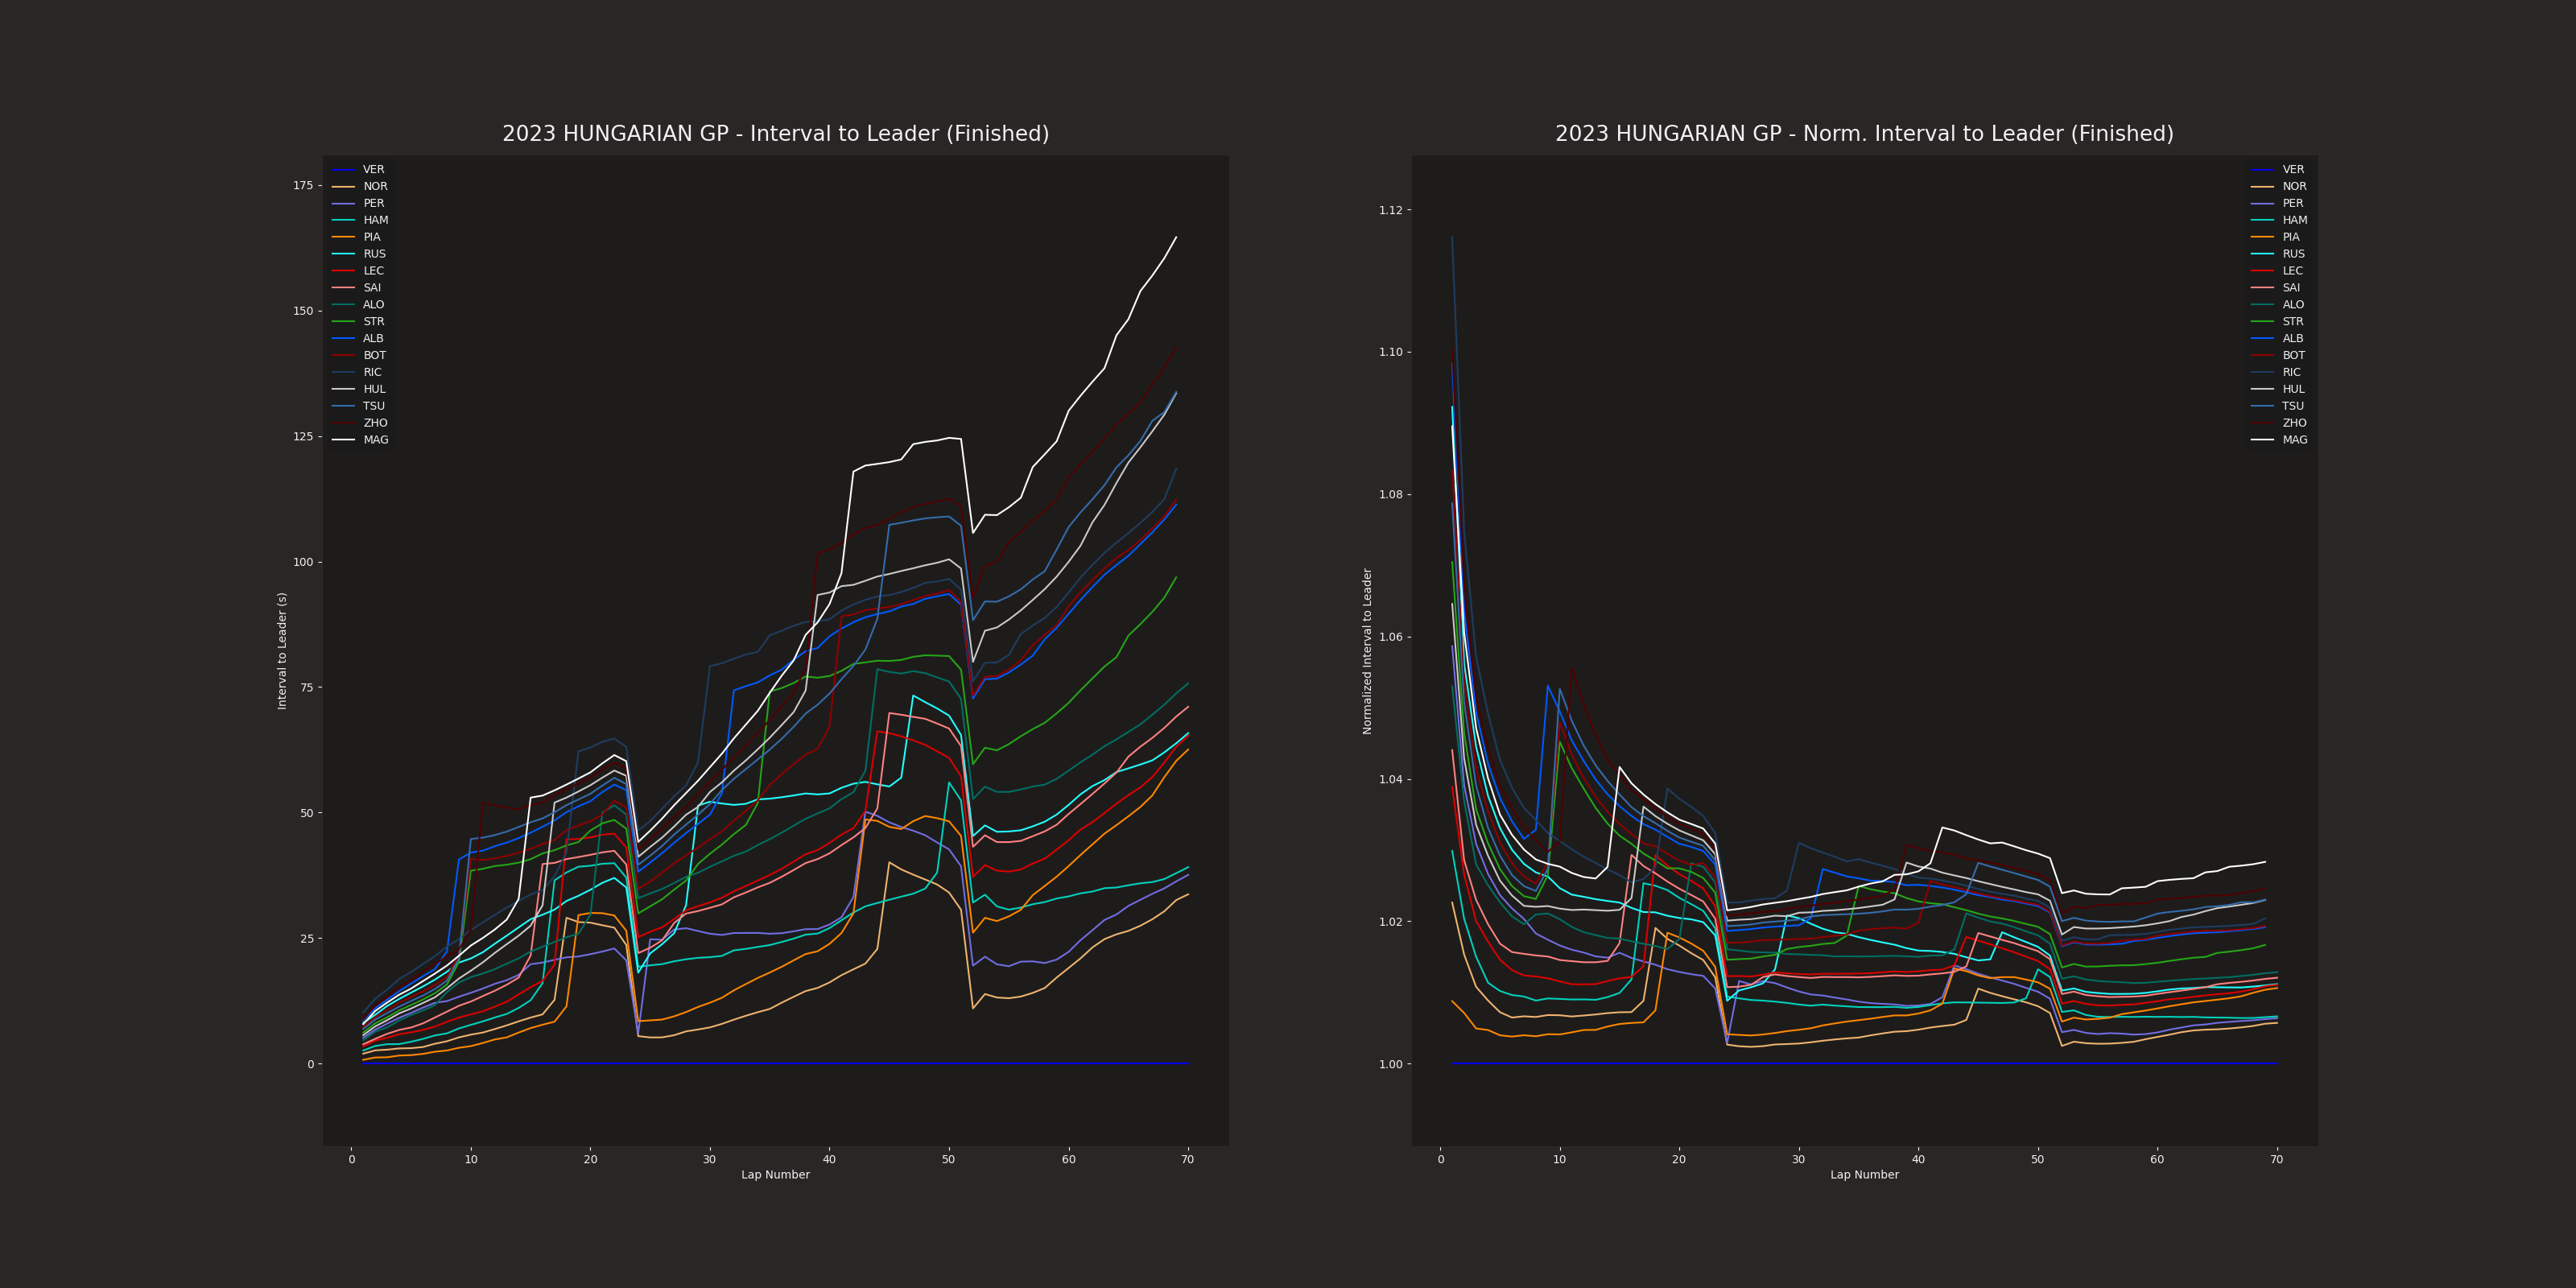 2023 HUNGARIAN GP - Interval to Leader (Finished)
VER
NOR
PER
HAM
PIA
RUS
LEC
SAI
ALO
STR
ALB
BOT
RIC
HUL
TSU
ZHO
MAG
175
150
125
100
75
50
25
0
Interval to Leader (s)
0 10 20 30 40 50 60 70
Lap Number
2023 HUNGARIAN GP - Norm. Interval to Leader (Finished)
VER
NOR
PER
HAM
PIA
RUS
LEC
SAI
ALO
STR
ALB
BOT
RIC
HUL
TSU
ZHO
MAG
1.12
1.10
1.08
1.06
1.04
1.02
1.00
Normalized Interval to Leader
0 10 20 30 40 50 60 70
Lap Number